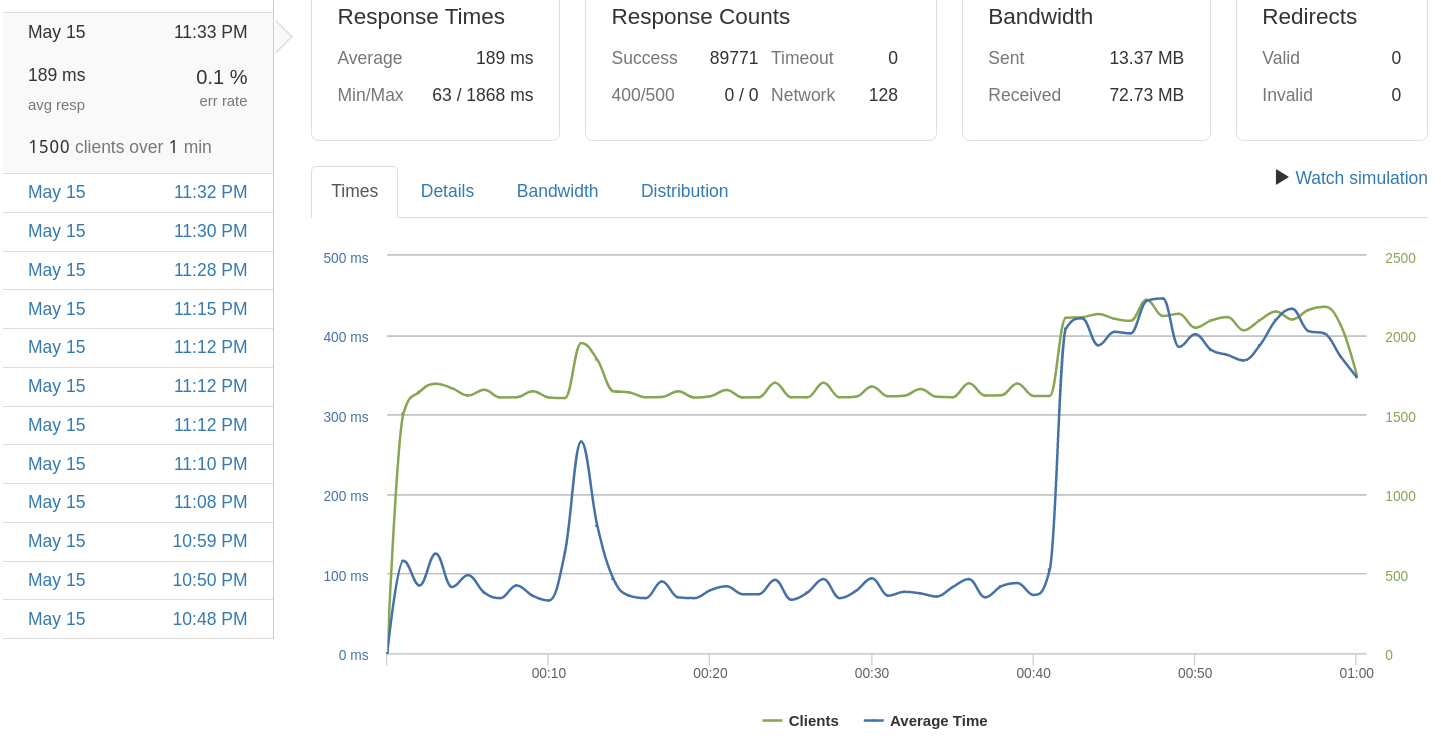 May 15 11:33 PM
189 ms 0.1 %
avg resp err rate
1500 clients over 1 min
May 15 11:32 PM
May 15 11:30 PM
May 15 11:28 PM
May 15 11:15 PM
May 15 11:12 PM
May 15 11:12 PM
May 15 11:12 PM
May 15 11:10 PM
May 15 11:08 PM
May 15 10:59 PM
May 15 10:50 PM
May 15 10:48 PM
Response Times
Average 189 ms
Min/Max 63 / 1868 ms
Response Counts
Success 89771 Timeout 0
400/500 0 / 0 Network 128
Bandwidth
Sent 13.37 MB
Received 72.73 MB
Redirects
Valid 0
Invalid 0
Times Details Bandwidth Distribution
Watch simulation
500 ms 2500
400 ms 2000
300 ms 1500
200 ms 1000
100 ms 500
0 ms 0
00:10 00:20 00:30 00:40 00:50 01:00
Clients Average Time